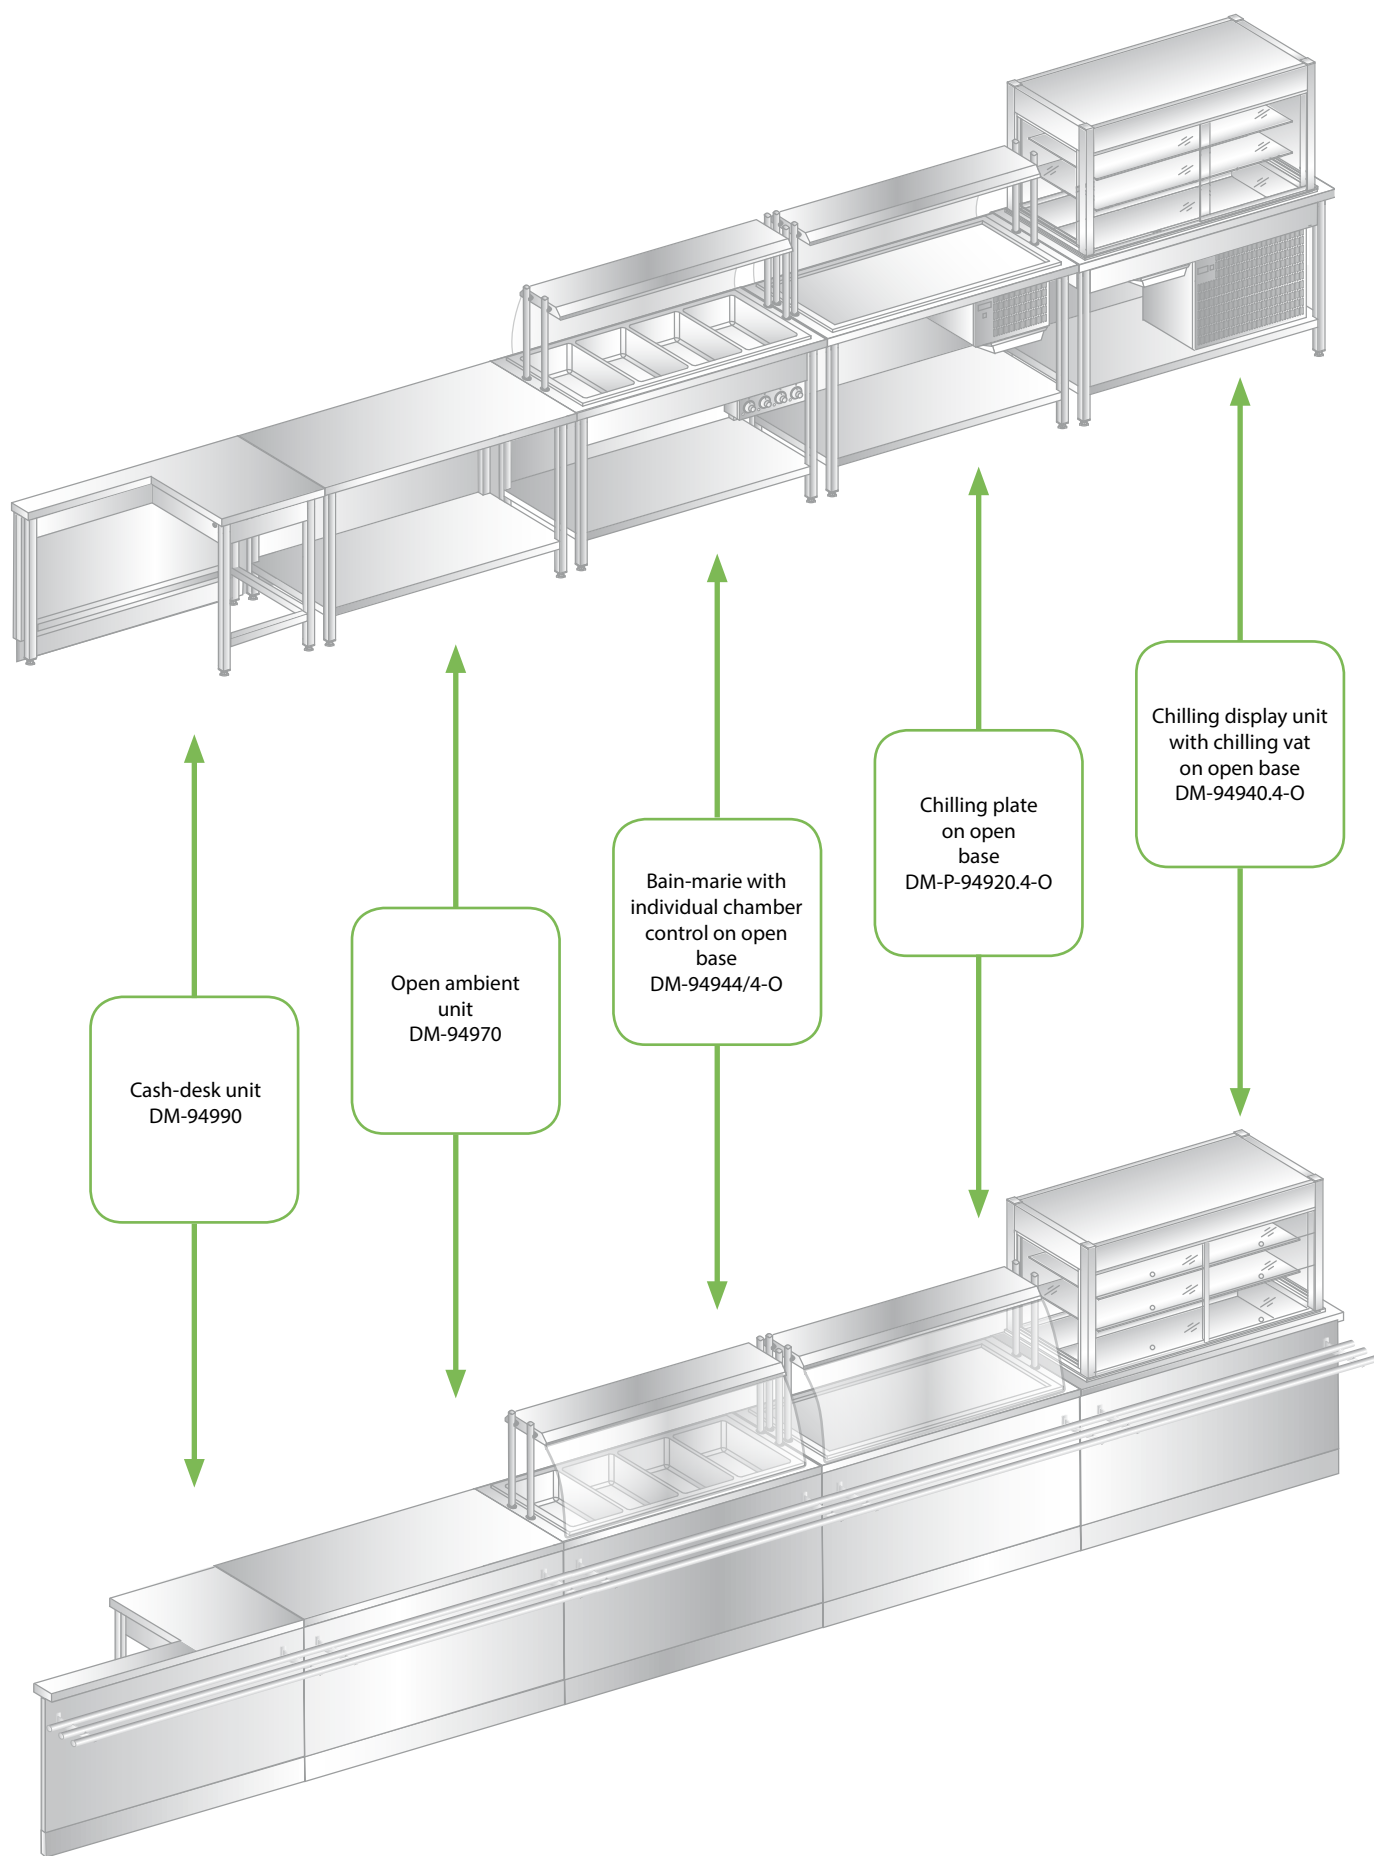 Chilling display unit
with chilling vat
on open base
DM-94940.4-O
Chilling plate
on open
base
DM-P-94920.4-O
Bain-marie with
individual chamber
control on open
base
DM-94944/4-O
Open ambient
unit
DM-94970
Cash-desk unit
DM-94990